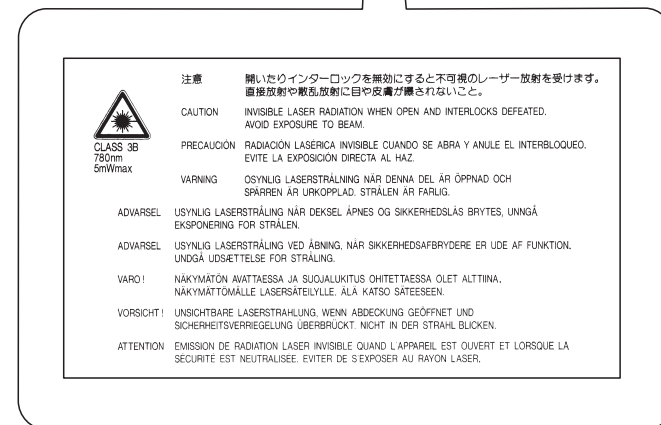 注意 開いたりインターロックを無効にすると不可視のレーザー放射を受けます。
直接放射や散乱放射に目や皮膚が曝されないこと。
CAUTION INVISIBLE LASER RADIATION WHEN OPEN AND INTERLOCKS DEFEATED.
AVOID EXPOSURE TO BEAM.
CLASS 3B
780nm
5mWmax
PRECAUCIÓN RADIACIÓN LASÉRICA INVISIBLE CUANDO SE ABRA Y ANULE EL INTERBLOQUEO.
EVITE LA EXPOSICIÓN DIRECTA AL HAZ.
VARNING OSYNLIG LASERSTRÅLNING NÄR DENNA DEL ÄR ÖPPNAD OCH
SPÄRREN ÄR URKOPPLAD. STRÅLEN ÄR FARLIG.
ADVARSEL USYNLIG LASERSTRÅLING NÅR DEKSEL ÅPNES OG SIKKERHEDSLÅS BRYTES, UNNGÅ
EKSPONERING FOR STRÅLEN.
ADVARSEL USYNLIG LASERSTRÅLING VED ÅBNING, NÅR SIKKERHEDSAFBRYDERE ER UDE AF FUNKTION.
UNDGÅ UDSÆTTELSE FOR STRÅLING.
VARO! NÄKYMÄTÖN AVATTAESSA JA SUOJALUKITUS OHITETTAESSA OLET ALTTIINA.
NÄKYMÄTTÖMÄLLE LASERSÄTEILYLLE. ÄLÄ KATSO SÄTEESEEN.
VORSICHT! UNSICHTBARE LASERSTRAHLUNG, WENN ABDECKUNG GEÖFFNET UND
SICHERHEITSVERRIEGELUNG ÜBERBRÜCKT. NICHT IN DER STRAHL BLICKEN.
ATTENTION EMISSION DE RADIATION LASER INVISIBLE QUAND L'APPAREIL EST OUVERT ET LORSQUE LA
SÉCURITÉ EST NEUTRALISEE. EVITER DE S'EXPOSER AU RAYON LASER.